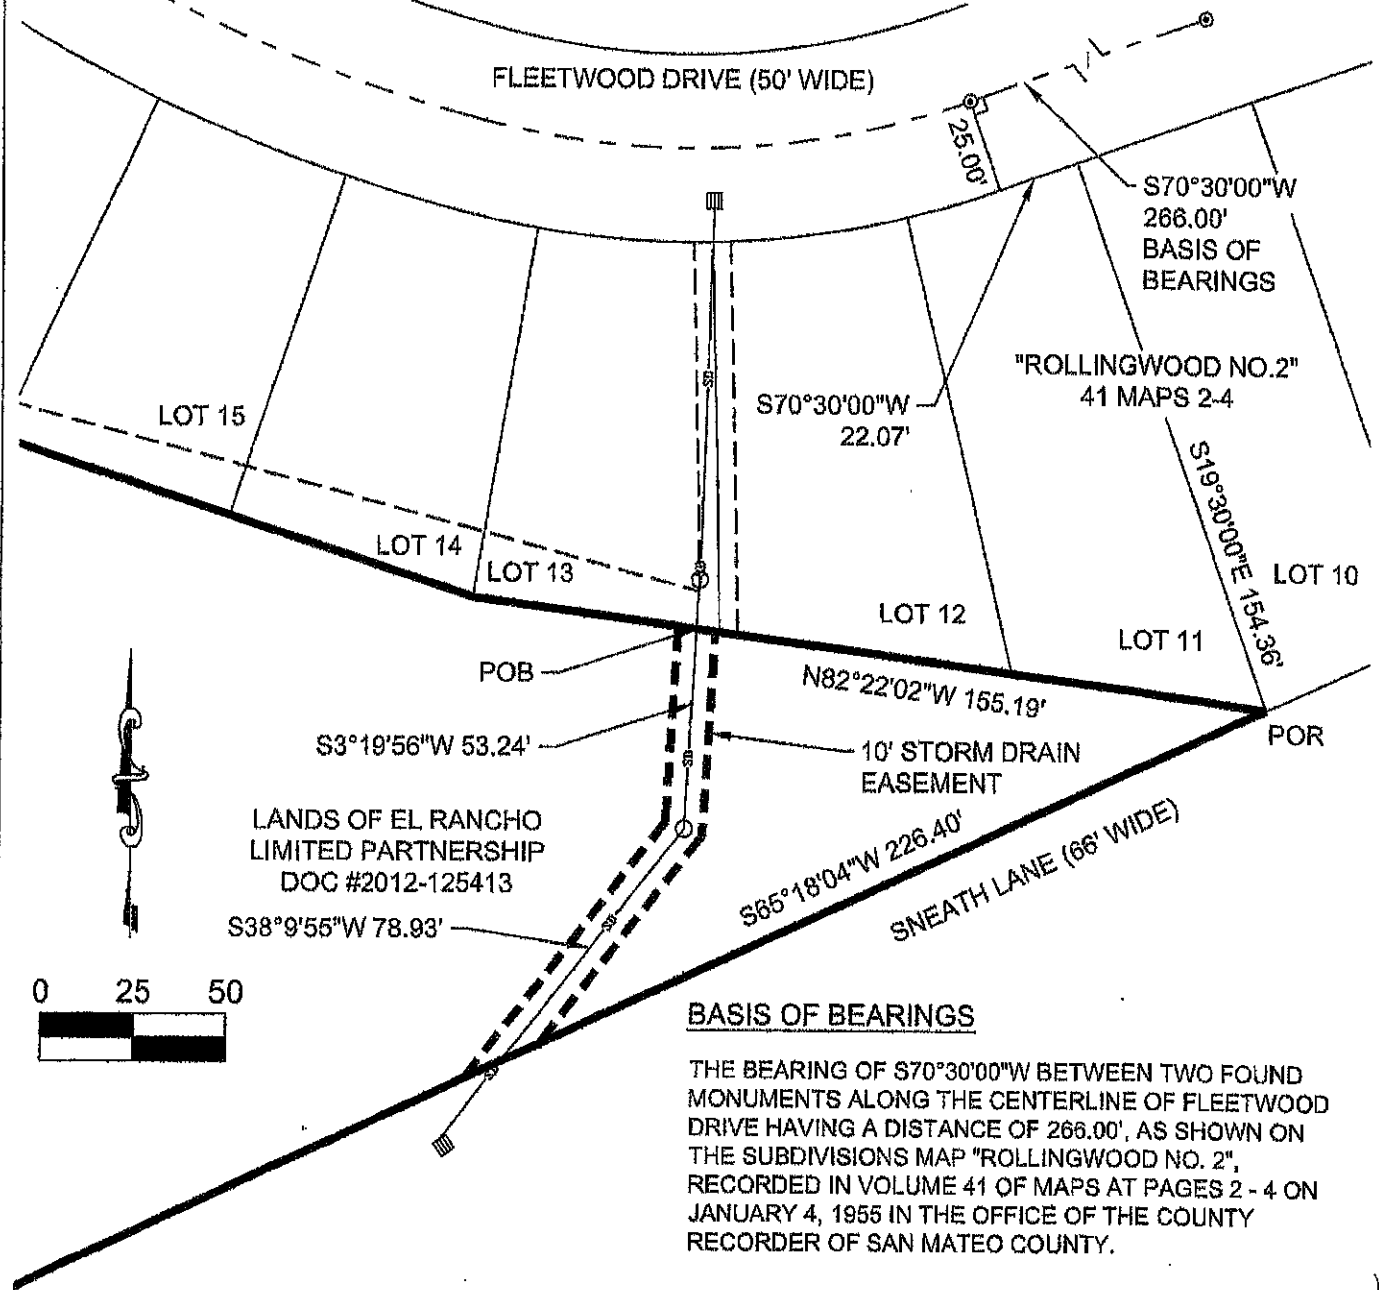 FLEETWOOD DRIVE (50' WIDE)
25.00'
S70°30'00"W
266.00'
BASIS OF
BEARINGS
"ROLLINGWOOD NO.2"
41 MAPS 2-4
S70°30'00"W
22.07'
SD
LOT 15
S19°30'00"E 154.36'
LOT 14
LOT 13
SD
LOT 10
LOT 12
LOT 11
POB
N82°22'02"W 155.19'
POR
S3°19'56"W 53.24'
SD
10' STORM DRAIN
EASEMENT
LANDS OF EL RANCHO
LIMITED PARTNERSHIP
DOC #2012-125413
S65°18'04"W 226.40'
SNEATH LANE (66' WIDE)
S38°9'55"W 78.93'
SD
0 25 50
SD
BASIS OF BEARINGS
THE BEARING OF S70°30'00"W BETWEEN TWO FOUND
MONUMENTS ALONG THE CENTERLINE OF FLEETWOOD
DRIVE HAVING A DISTANCE OF 266.00', AS SHOWN ON
THE SUBDIVISIONS MAP "ROLLINGWOOD NO. 2",
RECORDED IN VOLUME 41 OF MAPS AT PAGES 2 - 4 ON
JANUARY 4, 1955 IN THE OFFICE OF THE COUNTY
RECORDER OF SAN MATEO COUNTY.